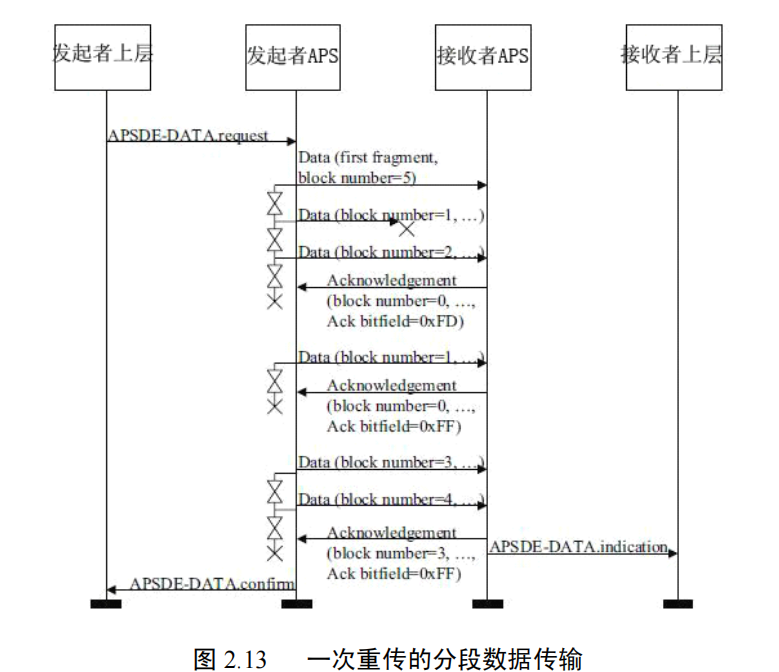 发起者上层
发起者APS
接收者APS
接收者上层
APSDE-DATA.request
Data (first fragment,
block number=5)
Data (block number=1, …)
Data (block number=2, …)
Acknowledgement
(block number=0, …,
Ack bitfield=0xFD)
Data (block number=1, …)
Acknowledgement
(block number=0, …,
Ack bitfield=0xFF)
Data (block number=3, …)
Data (block number=4, …)
Acknowledgement
(block number=3, …,
Ack bitfield=0xFF)
APSDE-DATA.indication
APSDE-DATA.confirm
图 2.13 一次重传的分段数据传输